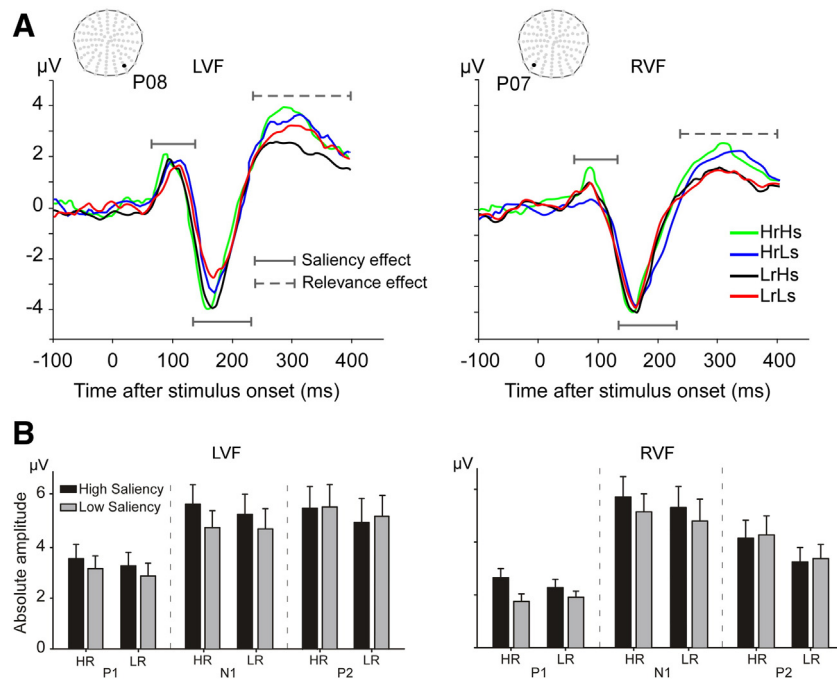 A
µV
P08
LVF
4
2
0
-2
-4
Saliency effect
Relevance effect
-100 0 100 200 300 400
Time after stimulus onset (ms)
µV
P07
RVF
HrHs
HrLs
LrHs
LrLs
-100 0 100 200 300 400
Time after stimulus onset (ms)
B
LVF
µV
High Saliency
Low Saliency
Absolute amplitude
6
4
2
0
HR LR HR LR HR LR
P1 N1 P2
RVF
µV
HR LR HR LR HR LR
P1 N1 P2